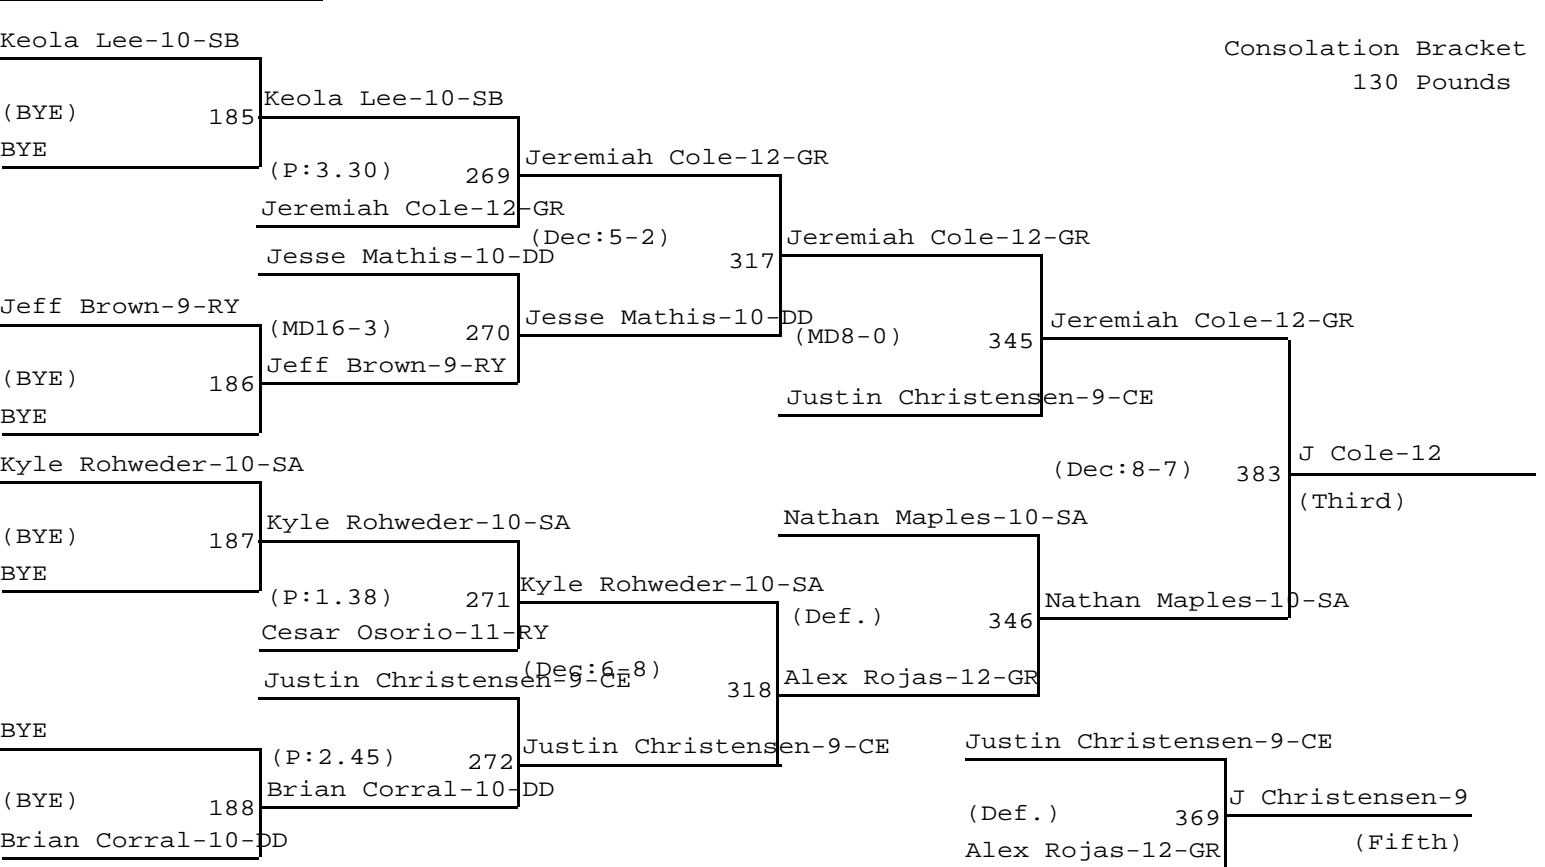 Keola Lee-10-SB
Consolation Bracket
130 Pounds
(BYE)
185
BYE
Keola Lee-10-SB
(P:3.30)
269
Jeremiah Cole-12-GR
Jeremiah Cole-12-GR
(Dec:5-2)
317
Jesse Mathis-10-DD
Jeff Brown-9-RY
(MD16-3)
270
Jesse Mathis-10-DD
(BYE)
186
BYE
Jeff Brown-9-RY
Jeremiah Cole-12-GR
(MD8-0)
345
Justin Christensen-9-CE
Jeremiah Cole-12-GR
(Dec:8-7)
383
J Cole-12
(Third)
Kyle Rohweder-10-SA
(BYE)
187
BYE
Kyle Rohweder-10-SA
(P:1.38)
271
Cesar Osorio-11-RY
Kyle Rohweder-10-SA
(Dec:6-8)
318
Justin Christensen-9-CE
BYE
(P:2.45)
272
Justin Christensen-9-CE
(BYE)
188
Brian Corral-10-DD
Brian Corral-10-DD
Nathan Maples-10-SA
(Def.)
346
Alex Rojas-12-GR
Nathan Maples-10-SA
Justin Christensen-9-CE
(Def.)
369
Alex Rojas-12-GR
J Christensen-9
(Fifth)